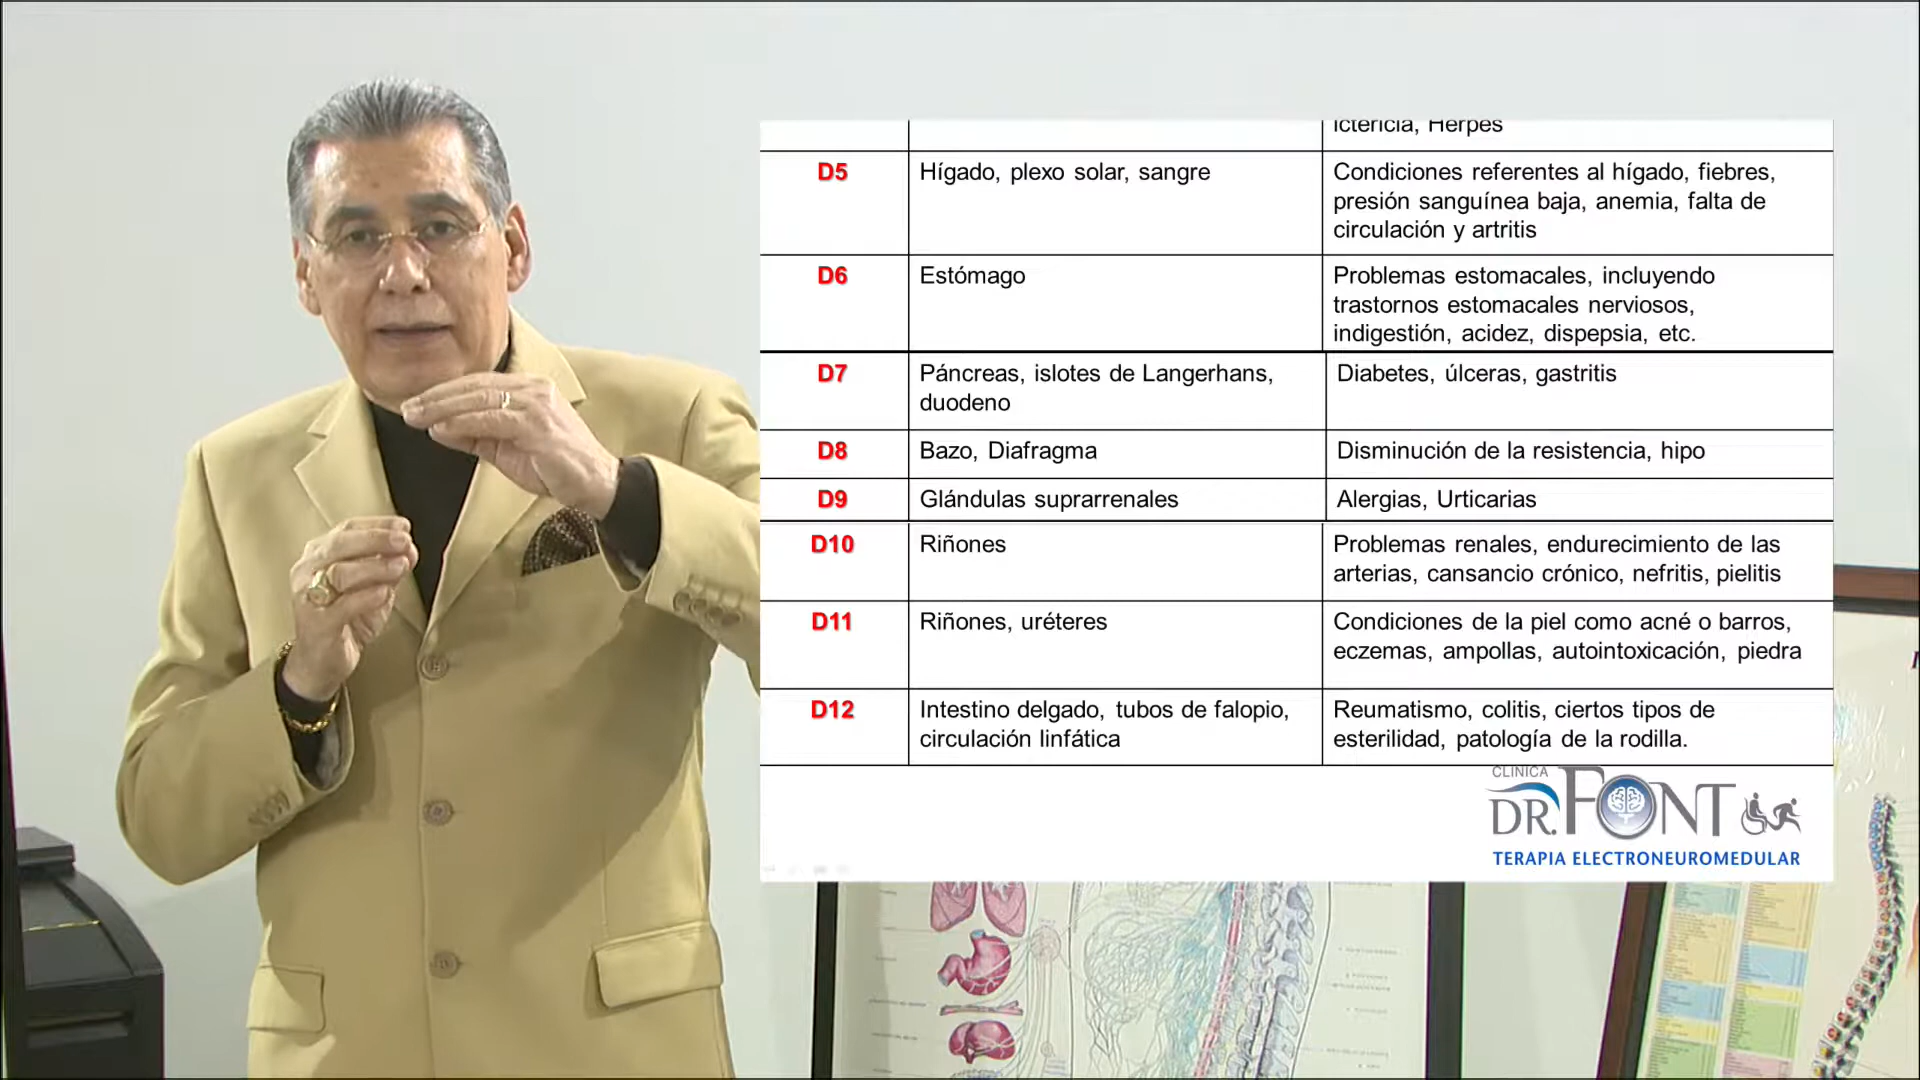 Ictericia, Herpes
D5
Hígado, plexo solar, sangre
Condiciones referentes al hígado, fiebres,
presión sanguínea baja, anemia, falta de
circulación y artritis
D6
Estómago
Problemas estomacales, incluyendo
trastornos estomacales nerviosos,
indigestión, acidez, dispepsia, etc.
D7
Páncreas, islotes de Langerhans,
duodeno
Diabetes, úlceras, gastritis
D8
Bazo, Diafragma
Disminución de la resistencia, hipo
D9
Glándulas suprarrenales
Alergias, Urticarias
D10
Riñones
Problemas renales, endurecimiento de las
arterias, cansancio crónico, nefritis, pielitis
D11
Riñones, uréteres
Condiciones de la piel como acné o barros,
eczemas, ampollas, autointoxicación, piedra
D12
Intestino delgado, tubos de falopio,
circulación linfática
Reumatismo, colitis, ciertos tipos de
esterilidad, patología de la rodilla.
CLINICA
DR. FONT
TERAPIA ELECTRONEUROMEDULAR